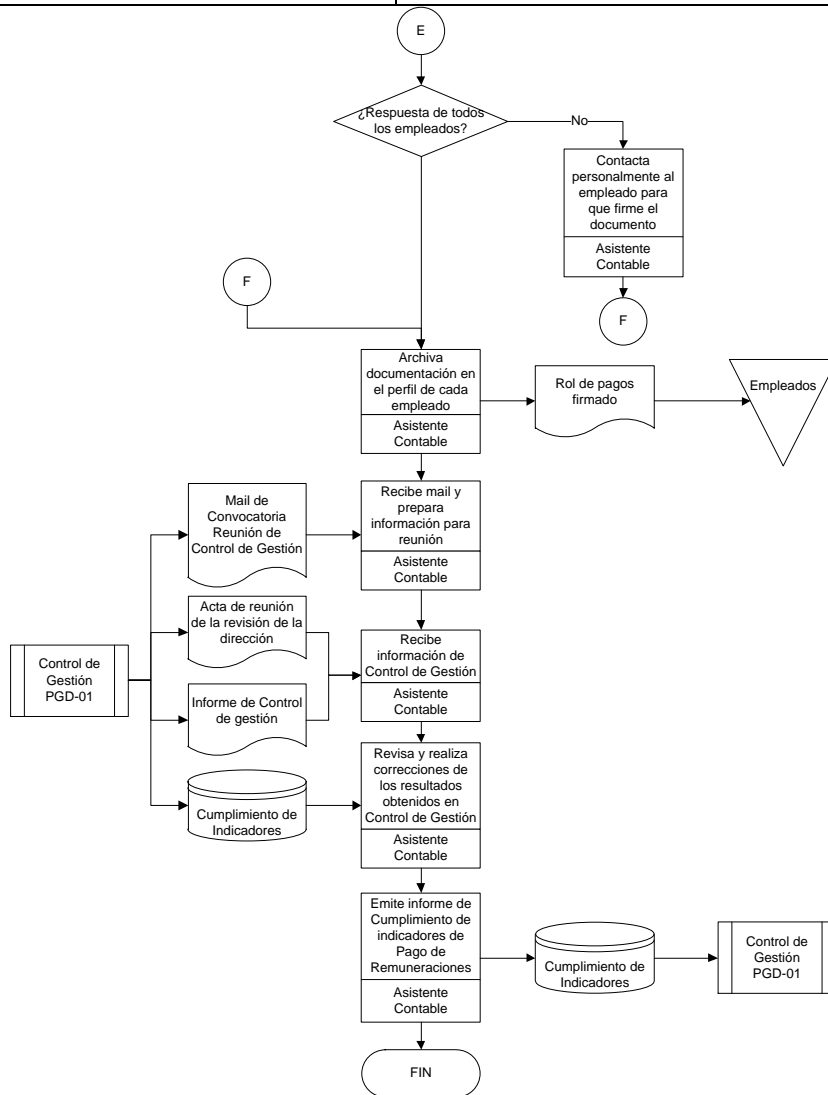 E
¿Respuesta de todos
los empleados?
No
Contacta
personalmente al
empleado para
que firme el
documento
Asistente
Contable
F
F
Archiva
documentación en
el perfil de cada
empleado
Asistente
Contable
Rol de pagos
firmado
Empleados
Mail de
Convocatoria
Reunión de
Control de Gestión
Recibe mail y
prepara
información para
reunión
Asistente
Contable
Acta de reunión
de la revisión de la
dirección
Recibe
información de
Control de Gestión
Asistente
Contable
Control de
Gestión
PGD-01
Informe de Control
de gestión
Revisa y realiza
correcciones de
los resultados
obtenidos en
Control de Gestión
Asistente
Contable
Cumplimiento de
Indicadores
Emite informe de
Cumplimiento de
indicadores de
Pago de
Remuneraciones
Asistente
Contable
Cumplimiento de
Indicadores
Control de
Gestión
PGD-01
FIN